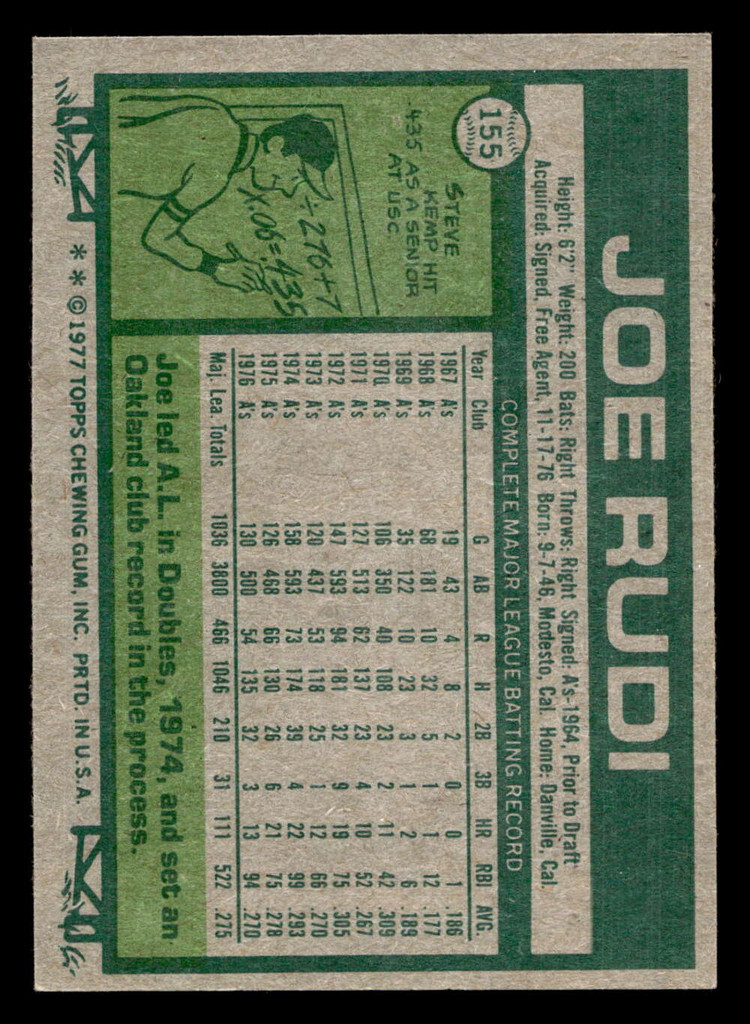 155
JOE RUDI
Height: 6'2" Weight: 200 Bats: Right Throws: Right Signed: A's-1964, Prior to Draft
Acquired: Signed, Free Agent, 11-17-76 Born: 9-7-46, Modesto, Cal. Home: Danville, Cal.
COMPLETE MAJOR LEAGUE BATTING RECORD
Year Club G AB R H 2B 3B HR RBI AVG.
1967 A's 19 43 4 8 2 0 0 1 .186
1968 A's 68 181 10 32 5 1 1 12 .177
1969 A's 35 122 10 23 3 1 2 6 .189
1970 A's 106 350 40 108 23 2 11 42 .309
1971 A's 127 513 62 137 23 4 10 52 .267
1972 A's 147 593 94 181 32 9 19 75 .305
1973 A's 120 437 53 118 25 1 12 66 .270
1974 A's 158 593 73 174 39 4 22 99 .293
1975 A's 126 468 66 130 26 6 21 75 .278
1976 A's 130 500 54 135 32 3 13 94 .270
Maj. Lea. Totals 1036 3800 466 1046 210 31 111 522 .275
STEVE
KEMP HIT
.435 AS A SENIOR
AT USC.
÷276+7
X.06=.435
Joe led A.L. in Doubles, 1974, and set an
Oakland club record in the process.
* * © 1977 TOPPS CHEWING GUM, INC. PRTD. IN U.S.A.